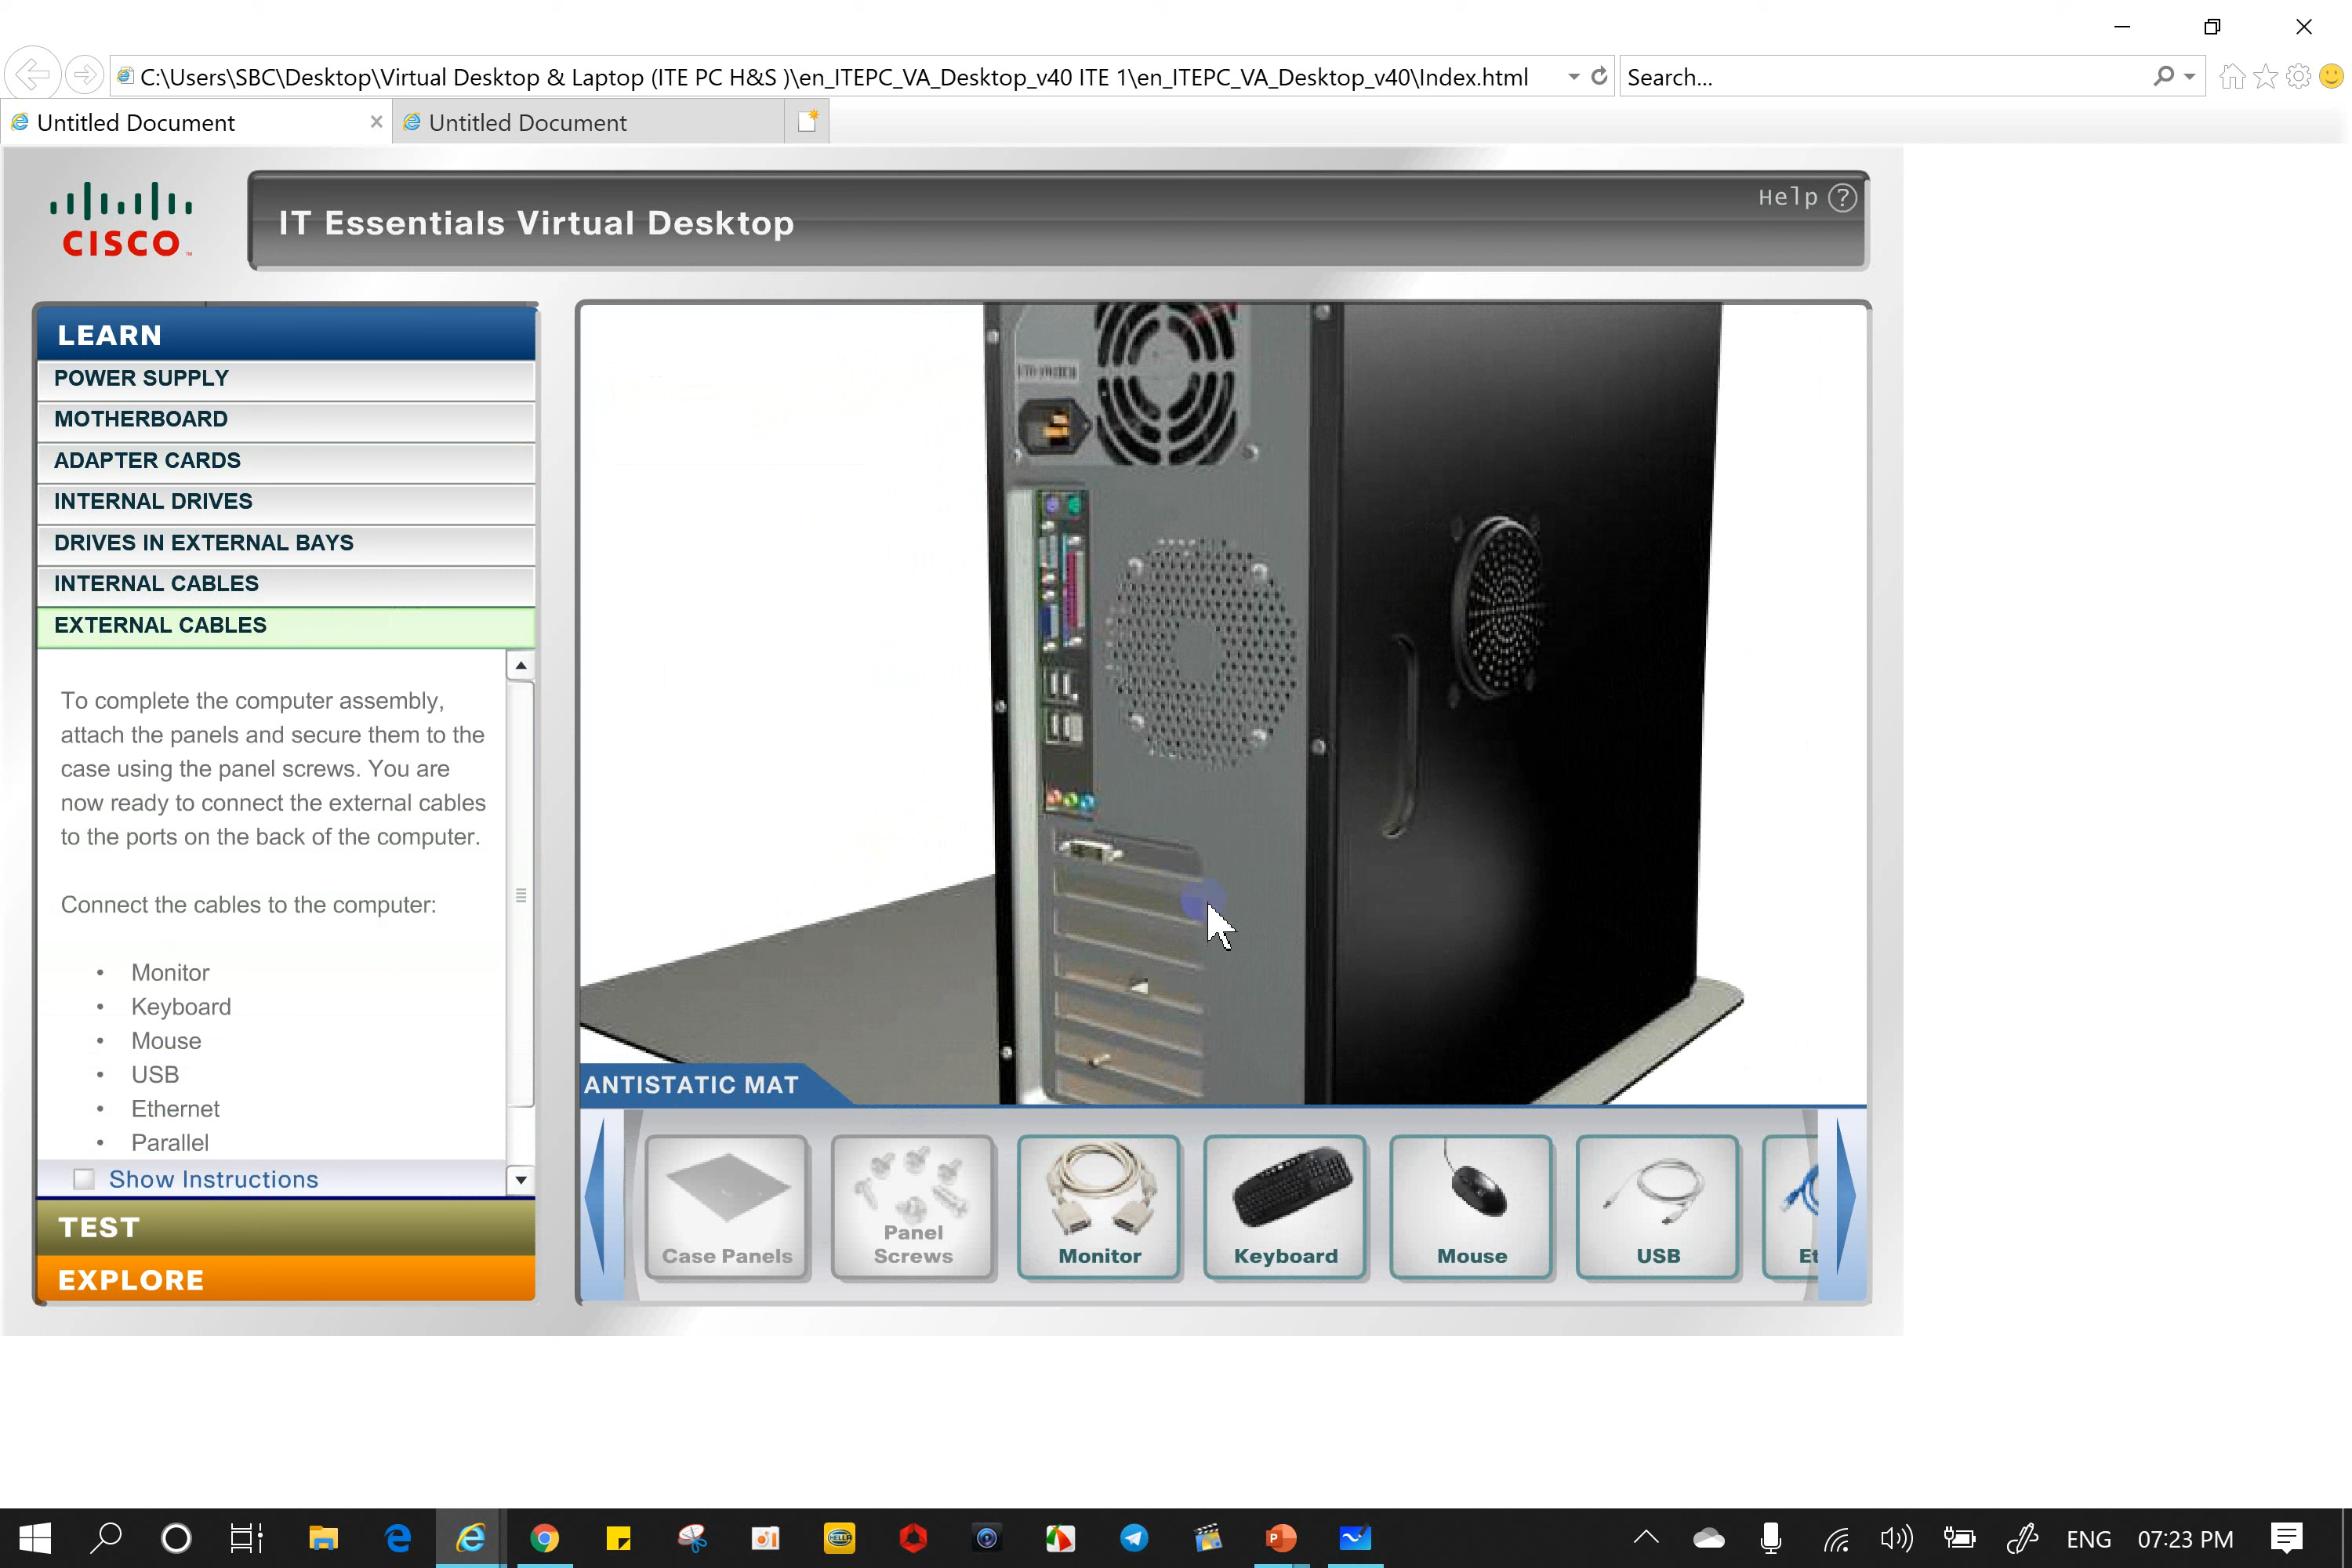 C:\Users\SBC\Desktop\Virtual Desktop & Laptop (ITE PC H&S )\en_ITEPC_VA_Desktop_v40 ITE 1\en_ITEPC_VA_Desktop_v40\Index.html
Search...
Untitled Document
Untitled Document
CISCO
IT Essentials Virtual Desktop
Help ?
LEARN
POWER SUPPLY
MOTHERBOARD
ADAPTER CARDS
INTERNAL DRIVES
DRIVES IN EXTERNAL BAYS
INTERNAL CABLES
EXTERNAL CABLES
To complete the computer assembly,
attach the panels and secure them to the
case using the panel screws. You are
now ready to connect the external cables
to the ports on the back of the computer.
Connect the cables to the computer:
• Monitor
• Keyboard
• Mouse
• USB
• Ethernet
• Parallel
Show Instructions
TEST
EXPLORE
ANTISTATIC MAT
Case Panels
Panel
Screws
Monitor
Keyboard
Mouse
USB
Et
HELLA
ENG
07:23 PM